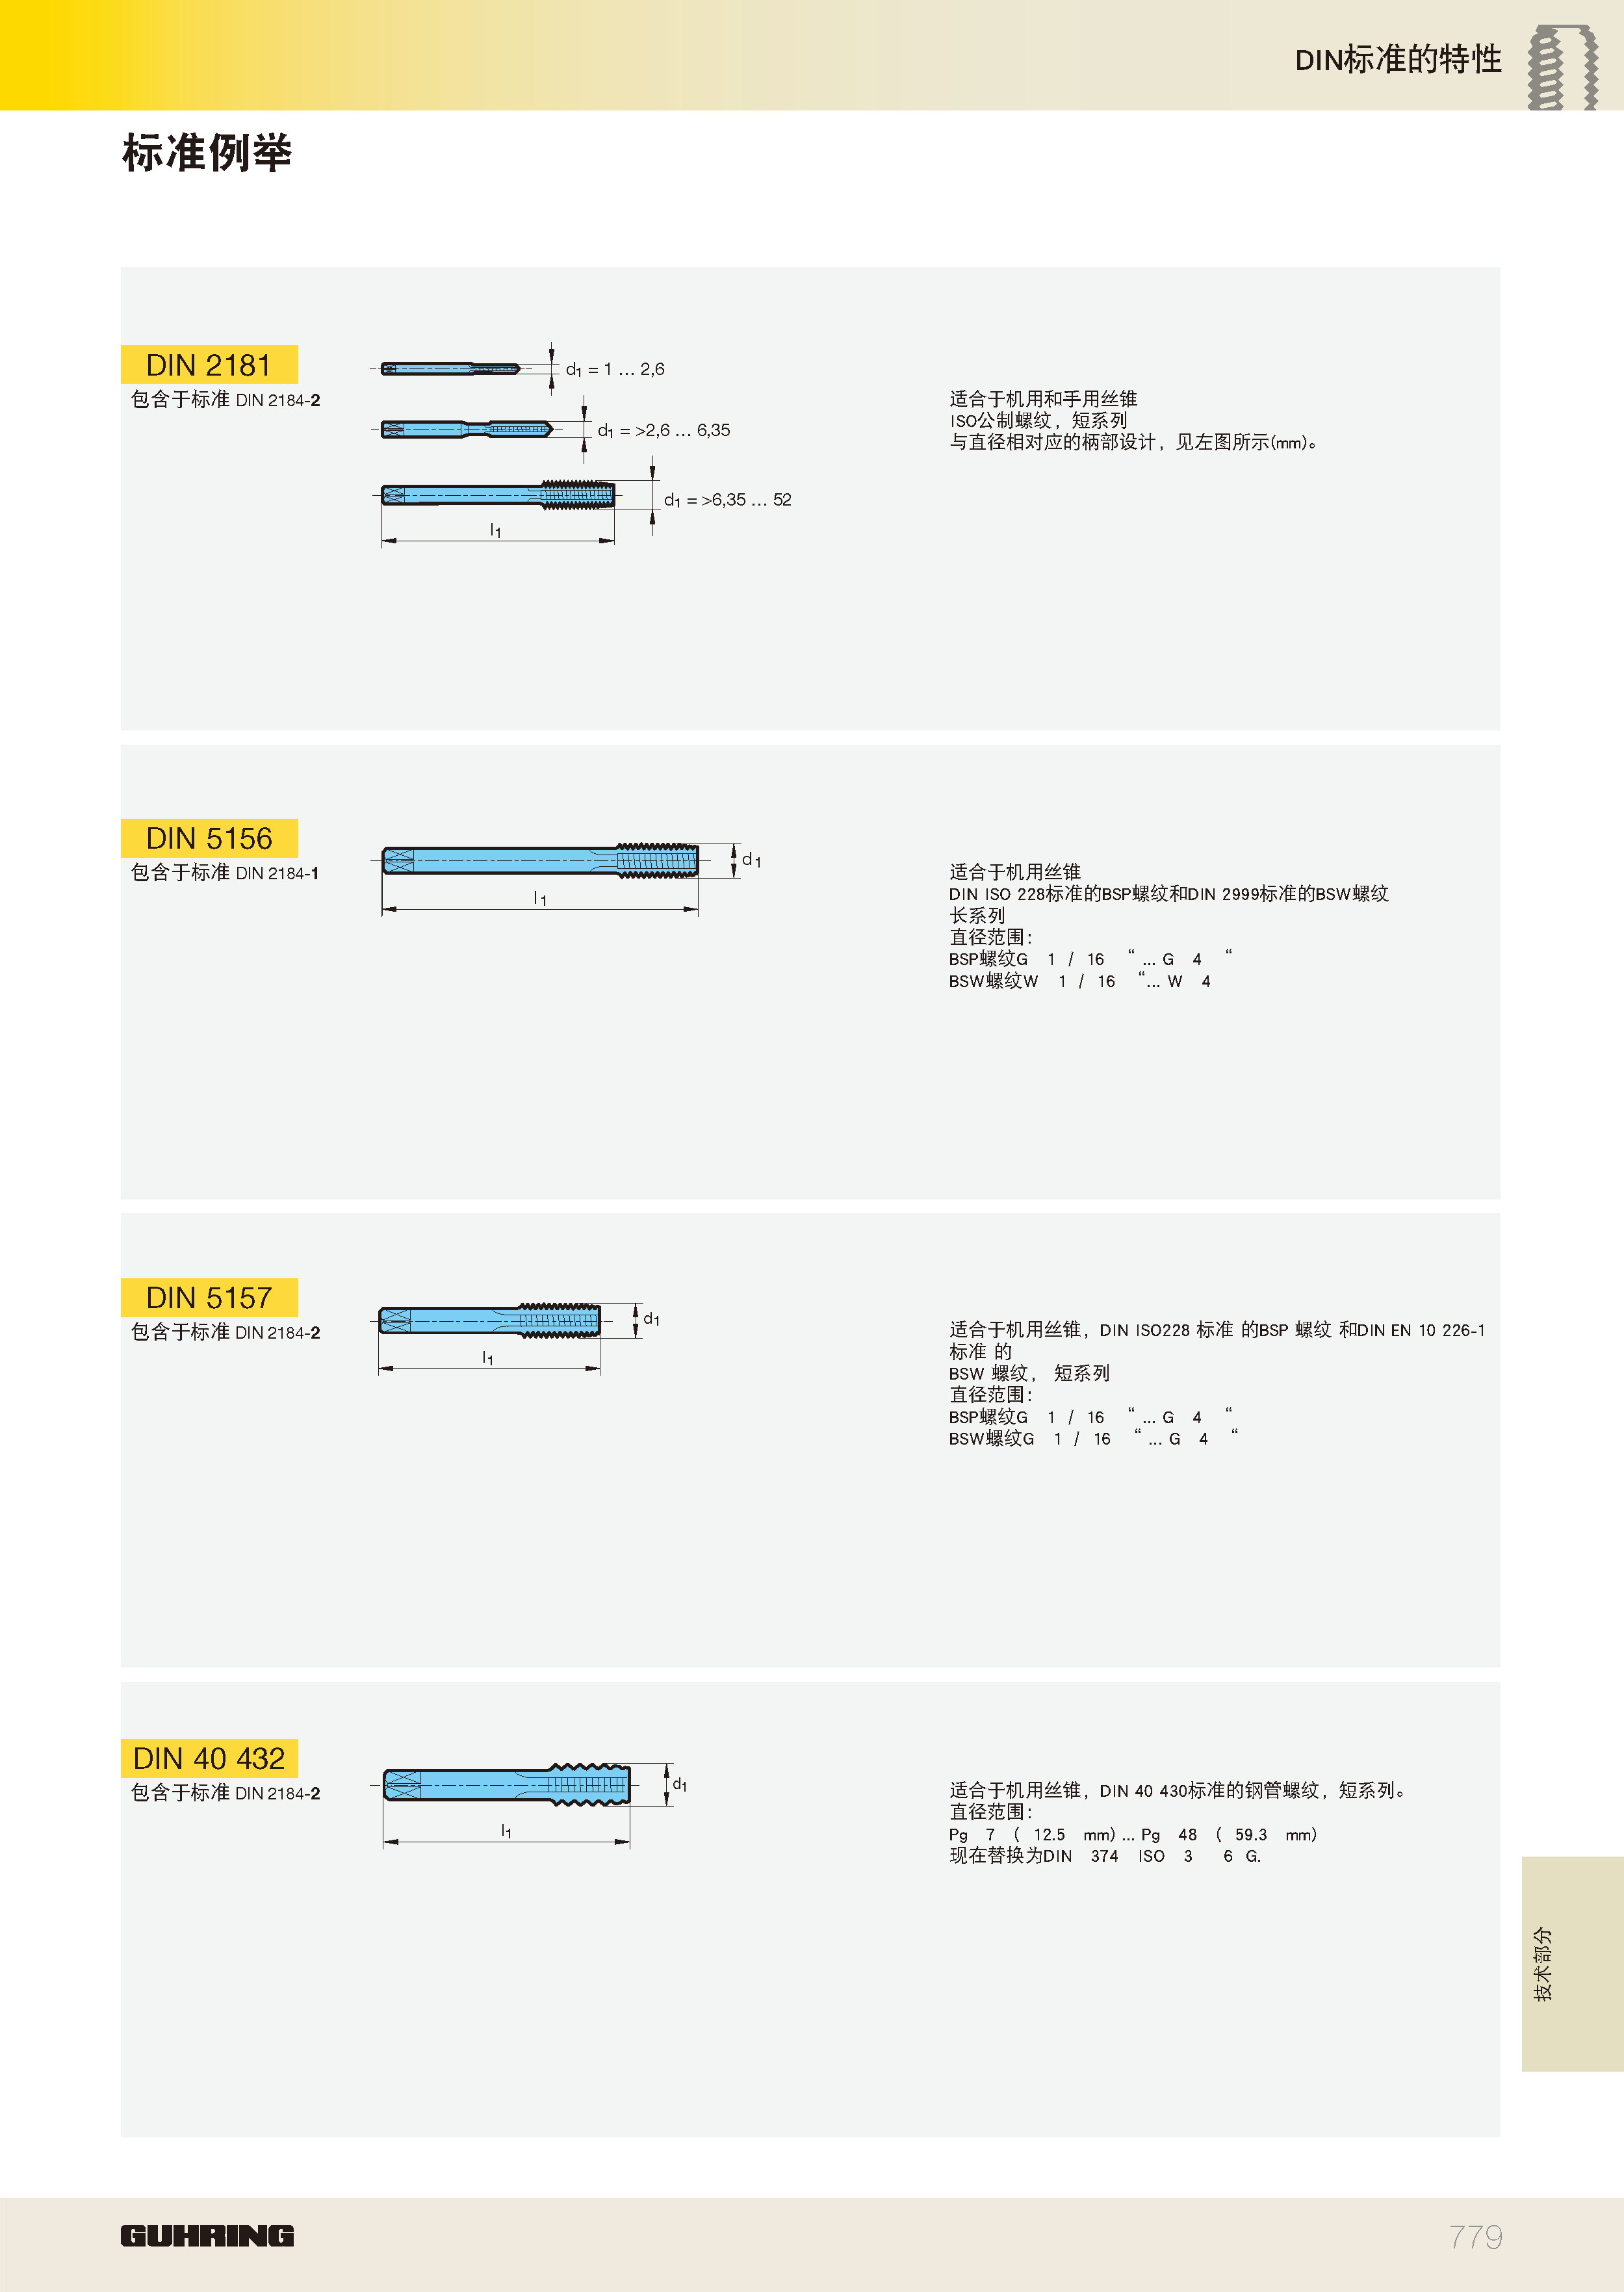 DIN标准的特性
标准例举
DIN 2181
包含于标准 DIN 2184-2
d1 = 1 ... 2,6
d1 = >2,6 ... 6,35
d1 = >6,35 ... 52
l1
适合于机用和手用丝锥
ISO公制螺纹，短系列
与直径相对应的柄部设计，见左图所示(mm)。
DIN 5156
包含于标准 DIN 2184-1
d1
l1
适合于机用丝锥
DIN ISO 228标准的BSP螺纹和DIN 2999标准的BSW螺纹
长系列
直径范围：
BSP螺纹G 1 / 16 “ ... G 4 “
BSW螺纹W 1 / 16 “... W 4
DIN 5157
包含于标准 DIN 2184-2
d1
l1
适合于机用丝锥，DIN ISO228 标准 的BSP 螺纹 和DIN EN 10 226-1
标准 的
BSW 螺纹， 短系列
直径范围：
BSP螺纹G 1 / 16 “ ... G 4 “
BSW螺纹G 1 / 16 “ ... G 4 “
DIN 40 432
包含于标准 DIN 2184-2
d1
l1
适合于机用丝锥，DIN 40 430标准的钢管螺纹，短系列。
直径范围：
Pg 7 ( 12.5 mm) ... Pg 48 ( 59.3 mm)
现在替换为DIN 374 ISO 3 6 G.
技术部分
GUHRING
779